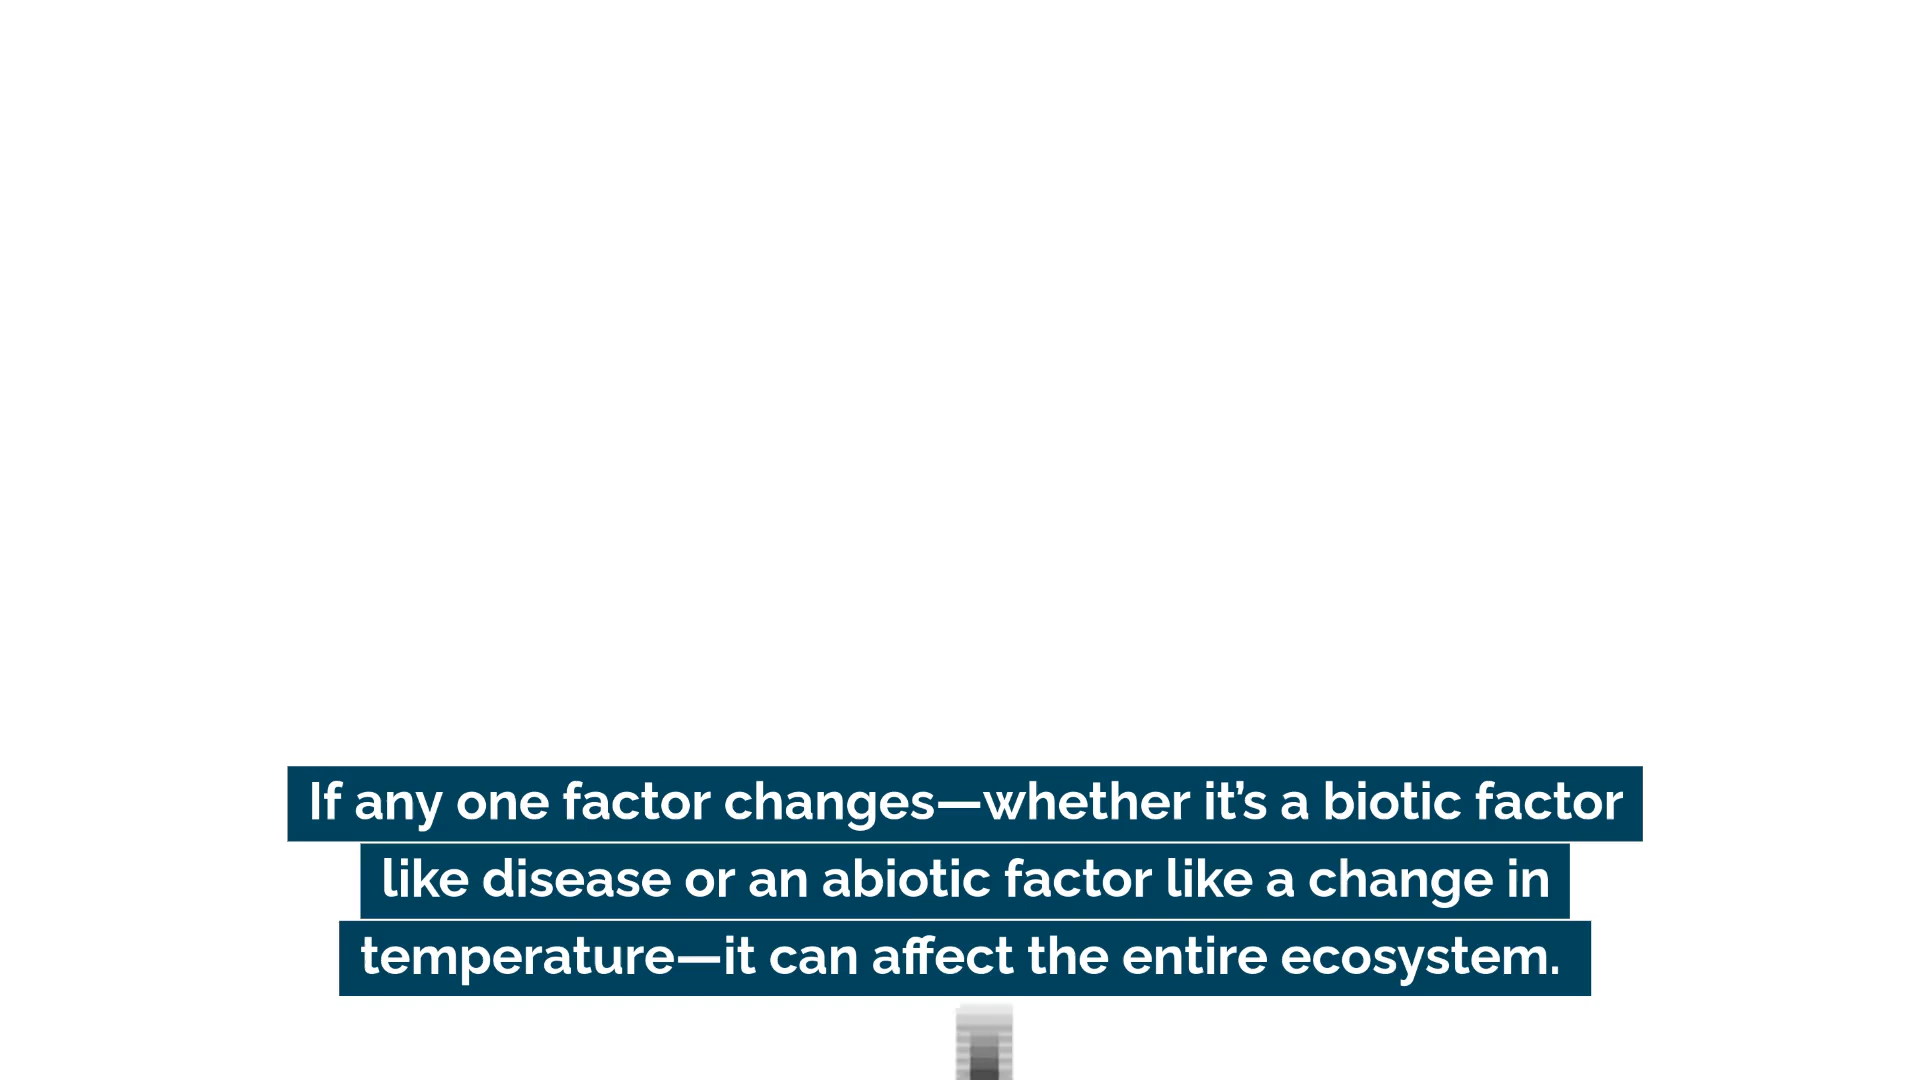 If any one factor changes—whether it’s a biotic factor
like disease or an abiotic factor like a change in
temperature—it can affect the entire ecosystem.